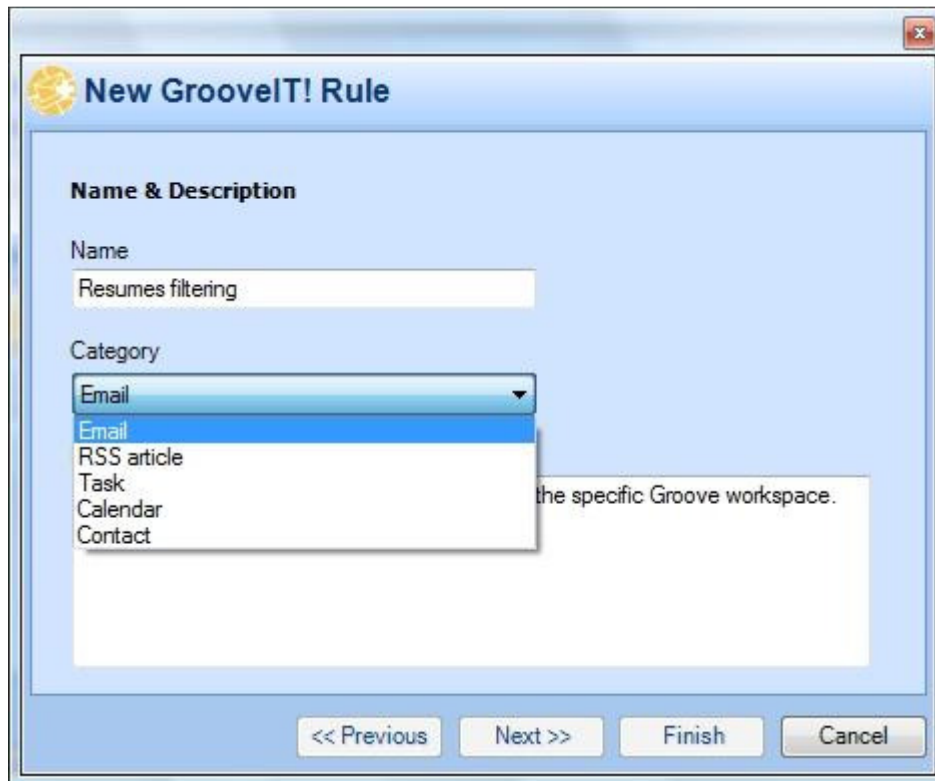 New GrooveIT! Rule
Name & Description
Name
Resumes filtering
Category
Email
Email
RSS article
Task
Calendar
Contact
the specific Groove workspace.
<< Previous
Next >>
Finish
Cancel